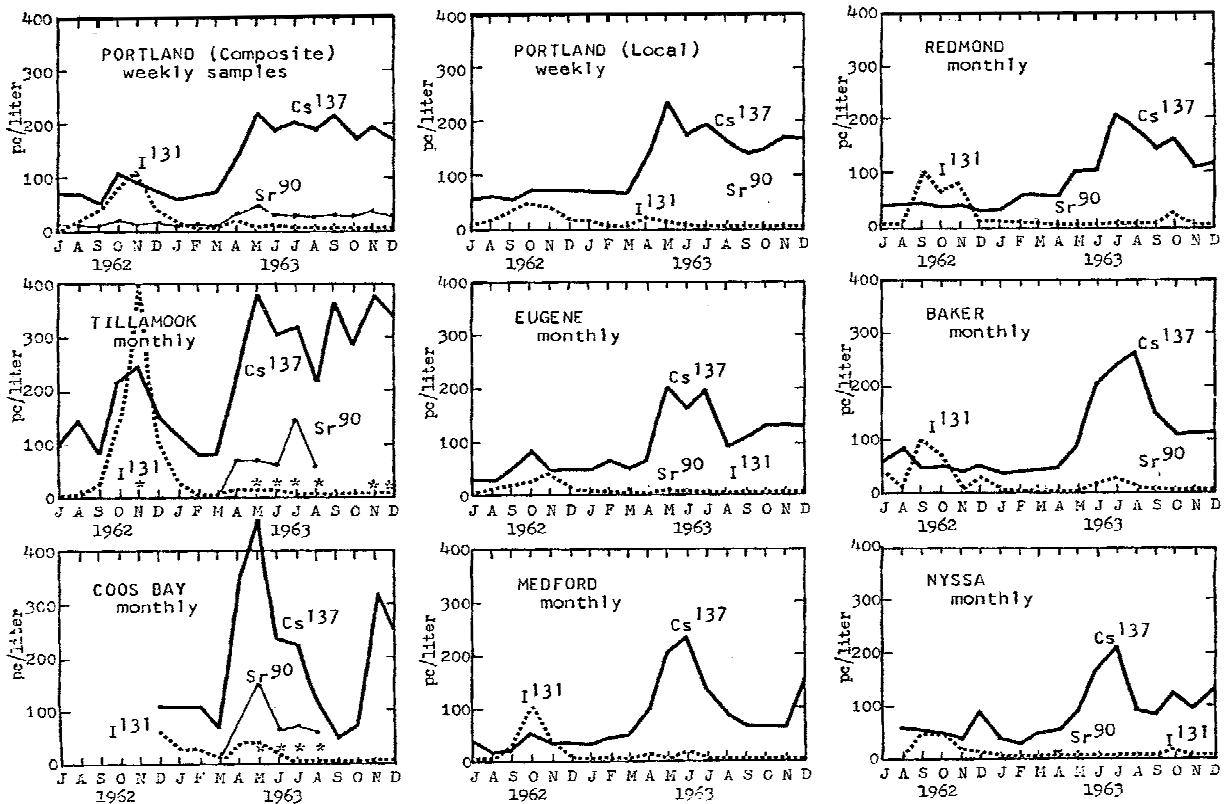 400
PORTLAND (Composite)
weekly samples
300
pc/liter
Cs137
200
I131
100
Sr90
0
J A S O N D J F M A M J J A S O N D
1962 1963
400
PORTLAND (Local)
weekly
300
pc/liter
Cs137
200
Sr90
100
I131
0
J A S O N D J F M A M J J A S O N D
1962 1963
400
REDMOND
monthly
300
pc/liter
Cs137
200
I131
100
Sr90
0
J A S O N D J F M A M J J A S O N D
1962 1963
400
TILLAMOOK
monthly
300
pc/liter
Cs137
200
Sr90
100
I131
* * * * * * *
0
J A S O N D J F M A M J J A S O N D
1962 1963
400
EUGENE
monthly
300
pc/liter
Cs137
200
100
Sr90 I131
0
J A S O N D J F M A M J J A S O N D
1962 1963
400
BAKER
monthly
300
Cs137
pc/liter
200
I131
100
Sr90
0
J A S O N D J F M A M J J A S O N D
1962 1963
400
COOS BAY
monthly
300
Cs137
pc/liter
200
Sr90
100
I131
* * * *
0
J A S O N D J F M A M J J A S O N D
1962 1963
400
MEDFORD
monthly
300
Cs137
pc/liter
200
I131
100
0
J A S O N D J F M A M J J A S O N D
1962 1963
400
NYSSA
monthly
300
Cs137
pc/liter
200
100
Sr90 I131
0
J A S O N D J F M A M J J A S O N D
1962 1963